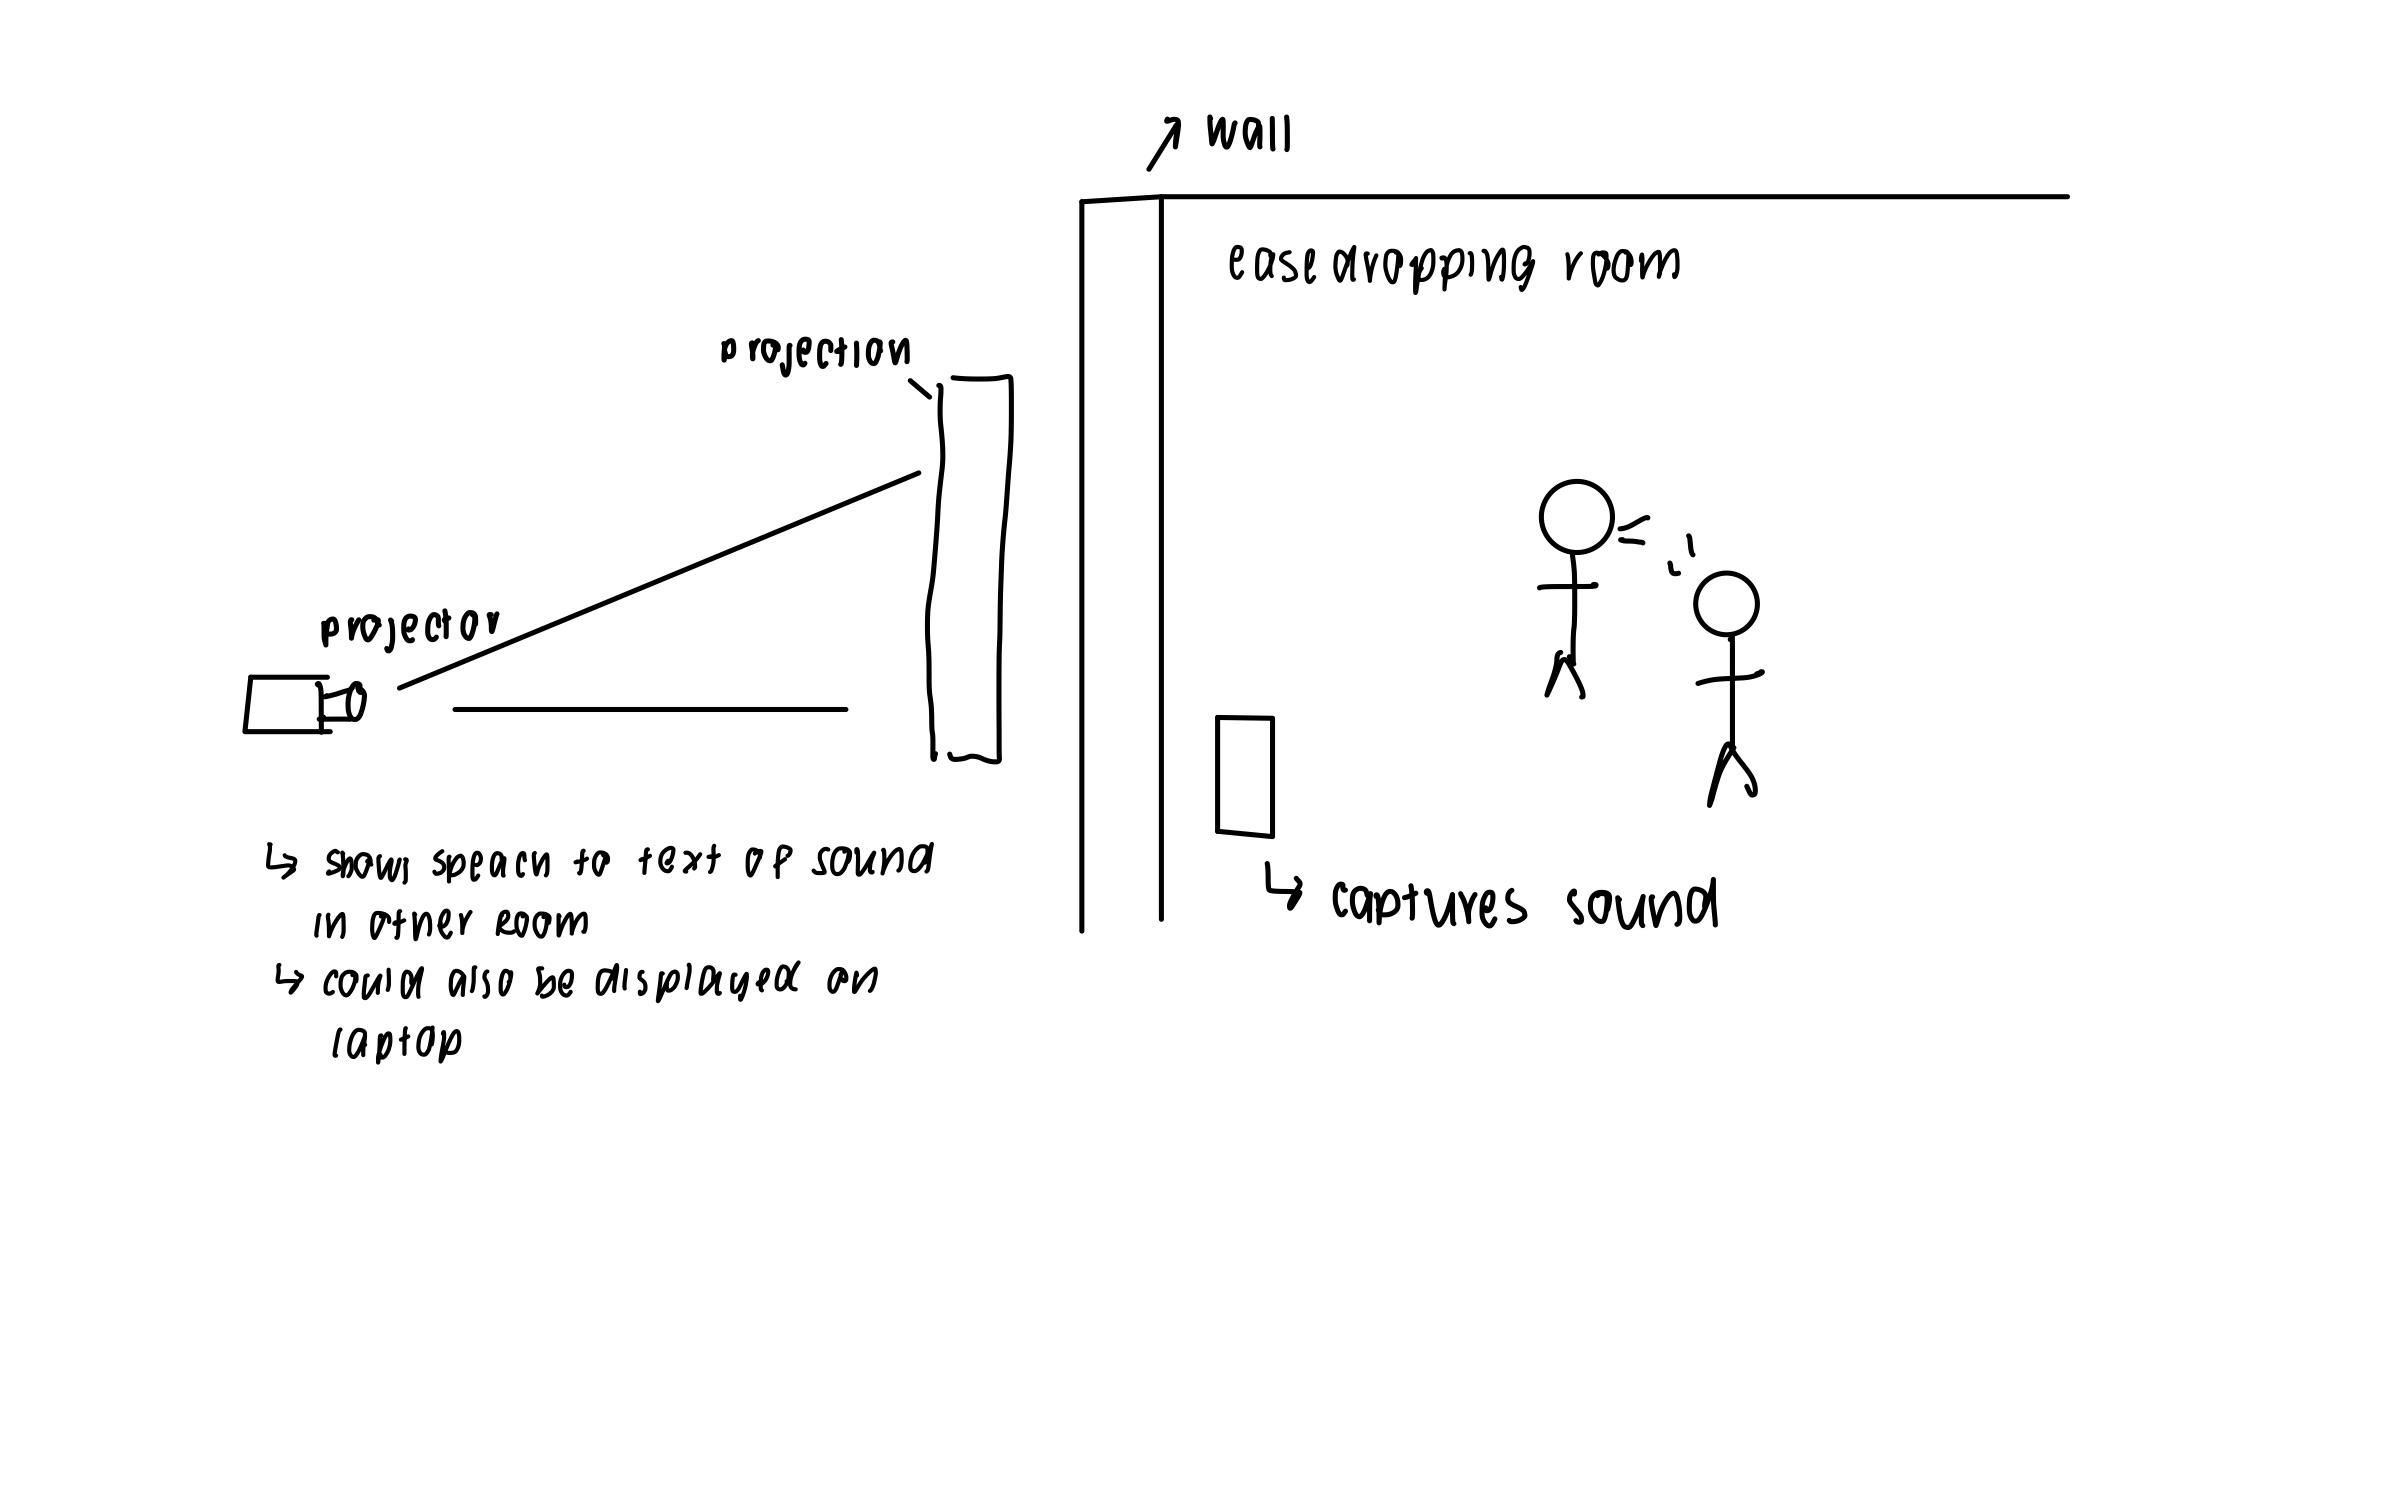 wall
easedropping room
projection
projector
↳ shows speach to text of sound
in other room
↳ could also be displayed on
laptop
↳ captures sound